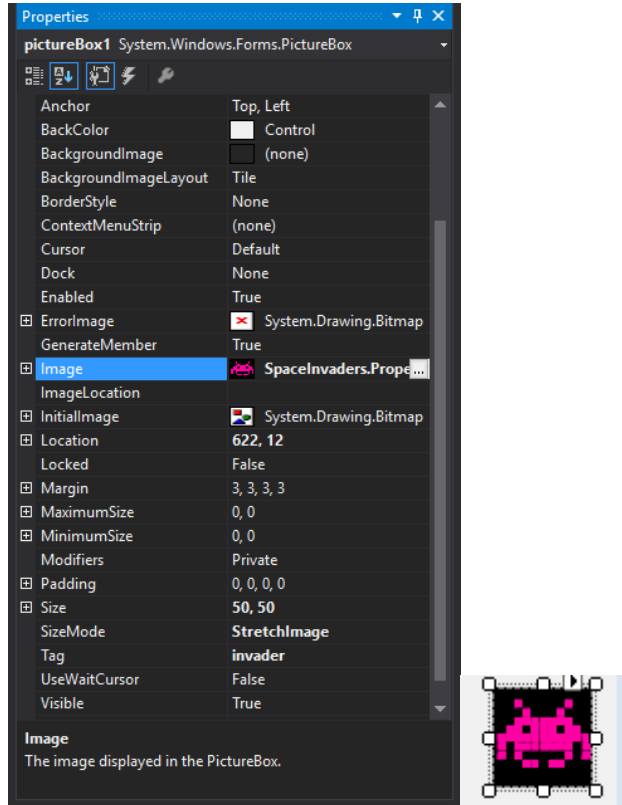 Properties
pictureBox1 System.Windows.Forms.PictureBox
Anchor Top, Left
BackColor Control
BackgroundImage (none)
BackgroundImageLayout Tile
BorderStyle None
ContextMenuStrip (none)
Cursor Default
Dock None
Enabled True
ErrorImage System.Drawing.Bitmap
GenerateMember True
Image SpaceInvaders.Prope...
ImageLocation
InitialImage System.Drawing.Bitmap
Location 622, 12
Locked False
Margin 3, 3, 3, 3
MaximumSize 0, 0
MinimumSize 0, 0
Modifiers Private
Padding 0, 0, 0, 0
Size 50, 50
SizeMode StretchImage
Tag invader
UseWaitCursor False
Visible True
Image
The image displayed in the PictureBox.